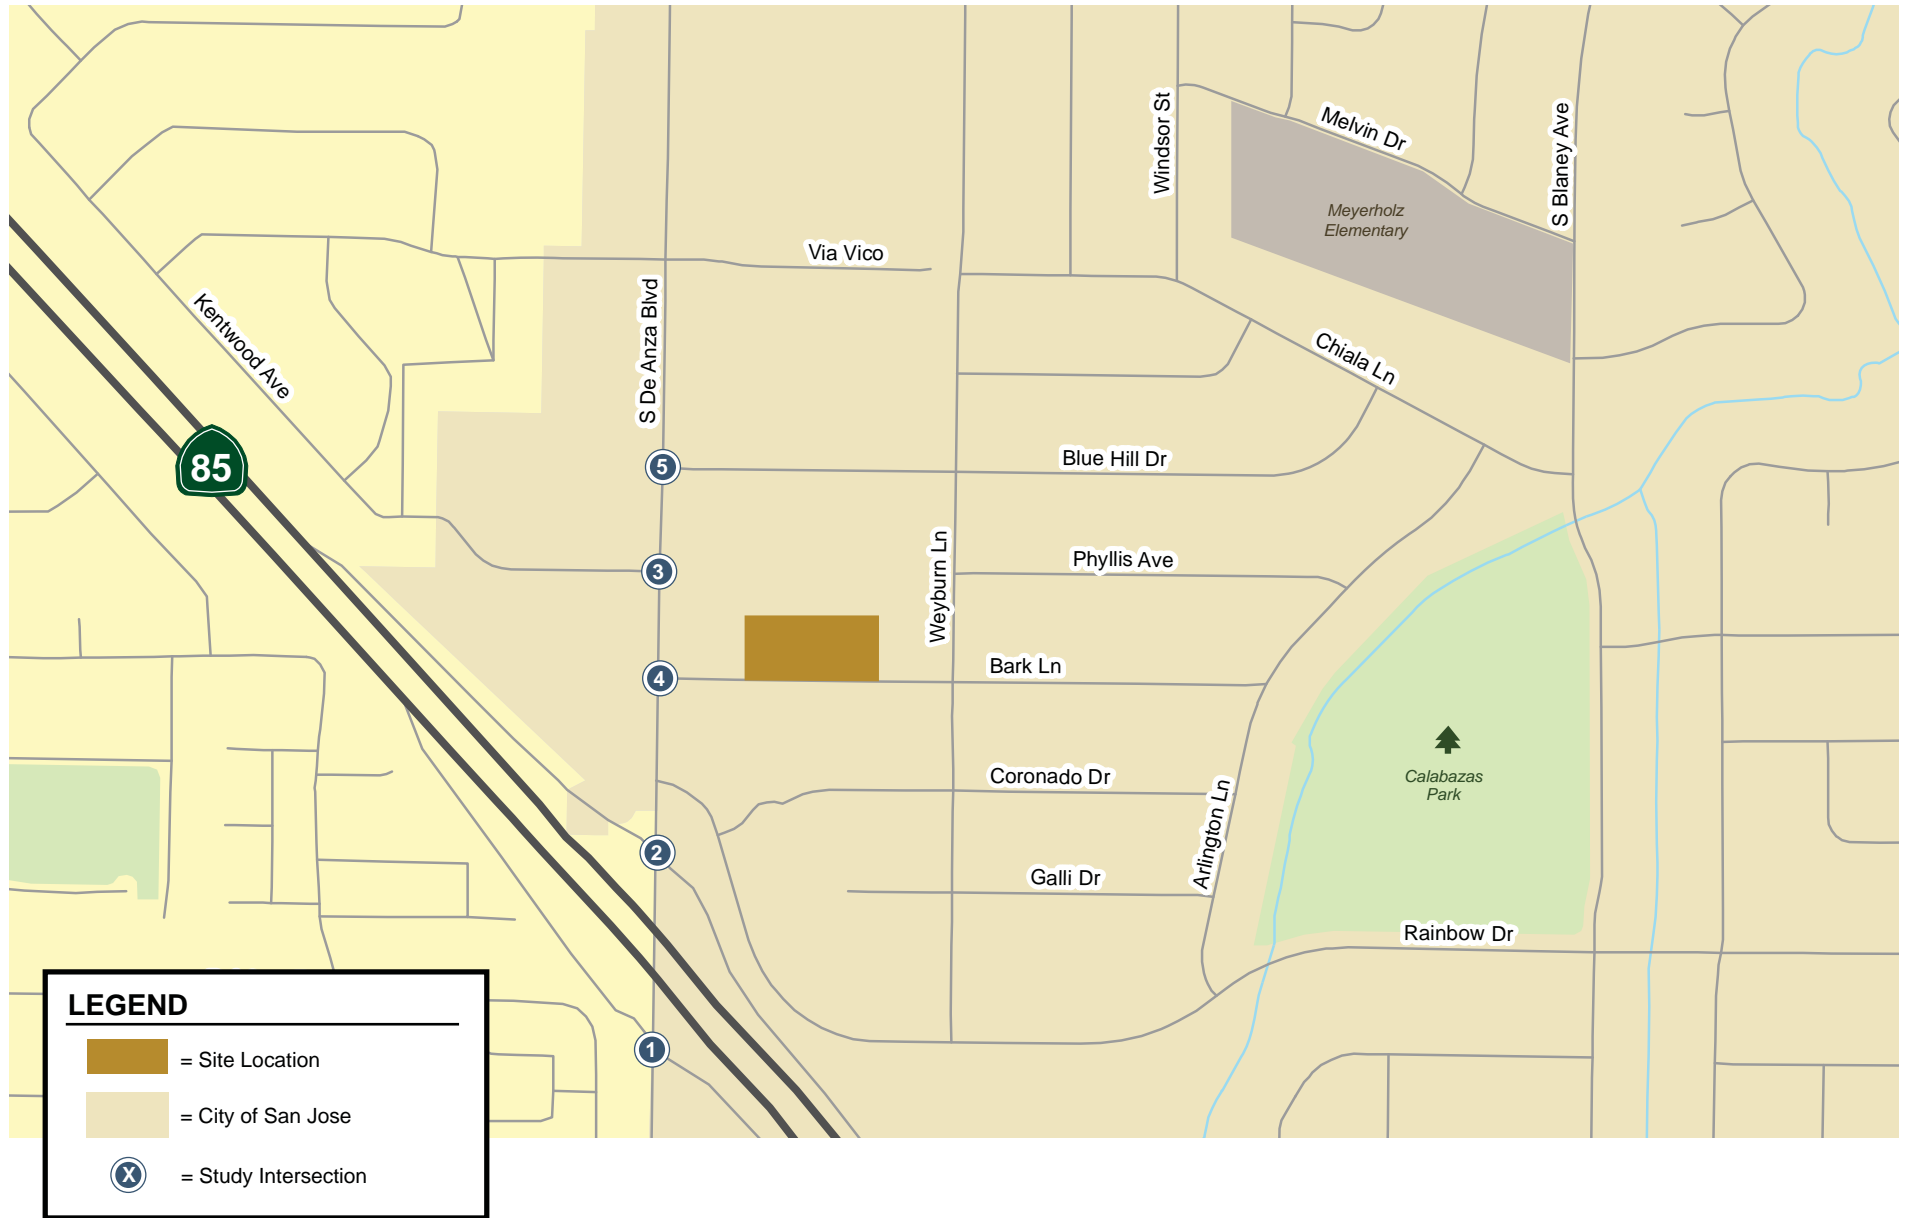 Melvin Dr
Windsor St
S Blaney Ave
Meyerholz
Elementary
Via Vico
Kentwood Ave
S De Anza Blvd
Chiala Ln
85
5
Blue Hill Dr
3
Weyburn Ln
Phyllis Ave
4
Bark Ln
Coronado Dr
Calabazas
Park
Arlington Ln
2
Galli Dr
Rainbow Dr
1
LEGEND
= Site Location
= City of San Jose
X = Study Intersection